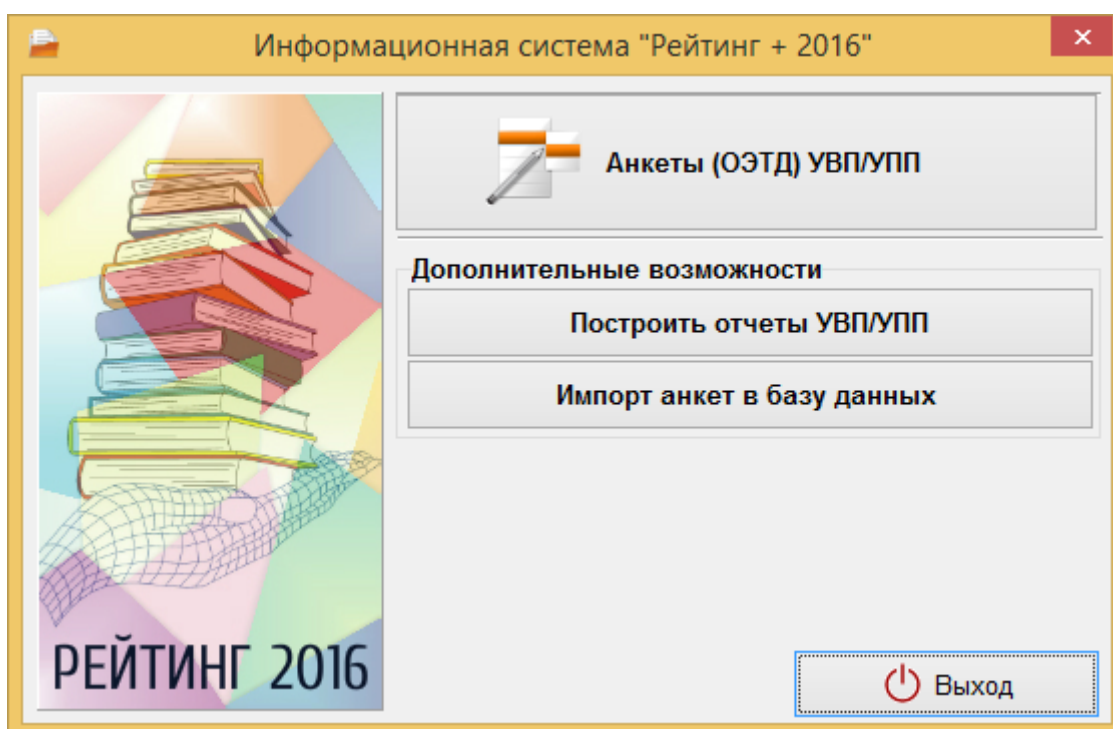 Информационная система "Рейтинг + 2016"
Анкеты (ОЭТД) УВП/УПП
Дополнительные возможности
Построить отчеты УВП/УПП
Импорт анкет в базу данных
РЕЙТИНГ 2016
Выход